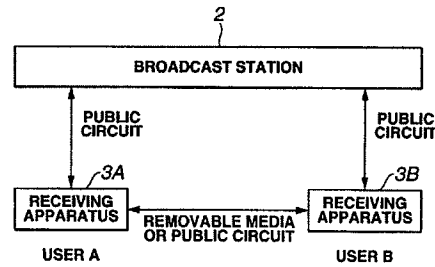 2
BROADCAST STATION
PUBLIC
CIRCUIT
PUBLIC
CIRCUIT
3A
RECEIVING
APPARATUS
3B
RECEIVING
APPARATUS
REMOVABLE MEDIA
OR PUBLIC CIRCUIT
USER A
USER B